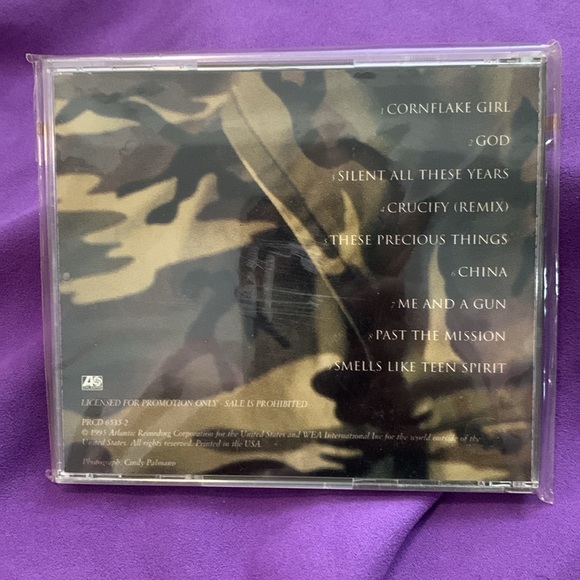 1 CORNFLAKE GIRL
2 GOD
3 SILENT ALL THESE YEARS
4 CRUCIFY (REMIX)
5 THESE PRECIOUS THINGS
6 CHINA
7 ME AND A GUN
8 PAST THE MISSION
9 SMELLS LIKE TEEN SPIRIT
LICENSED FOR PROMOTION ONLY - SALE IS PROHIBITED
PRCD 6535-2
© 1995 Atlantic Recording Corporation for the United States and WEA International Inc for the world outside of the
United States. All rights reserved. Printed in the USA.
Photograph: Cindy Palmano